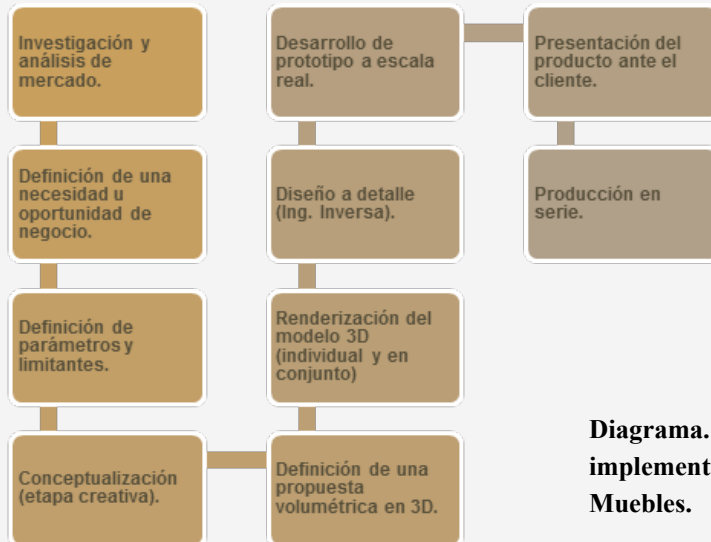 Investigación y
análisis de
mercado.
Definición de una
necesidad u
oportunidad de
negocio.
Definición de
parámetros y
limitantes.
Conceptualización
(etapa creativa).
Definición de una
propuesta
volumétrica en 3D.
Renderización del
modelo 3D
(individual y en
conjunto)
Diseño a detalle
(Ing. Inversa).
Desarrollo de
prototipo a escala
real.
Presentación del
producto ante el
cliente.
Producción en
serie.
Diagrama.
implement
Muebles.